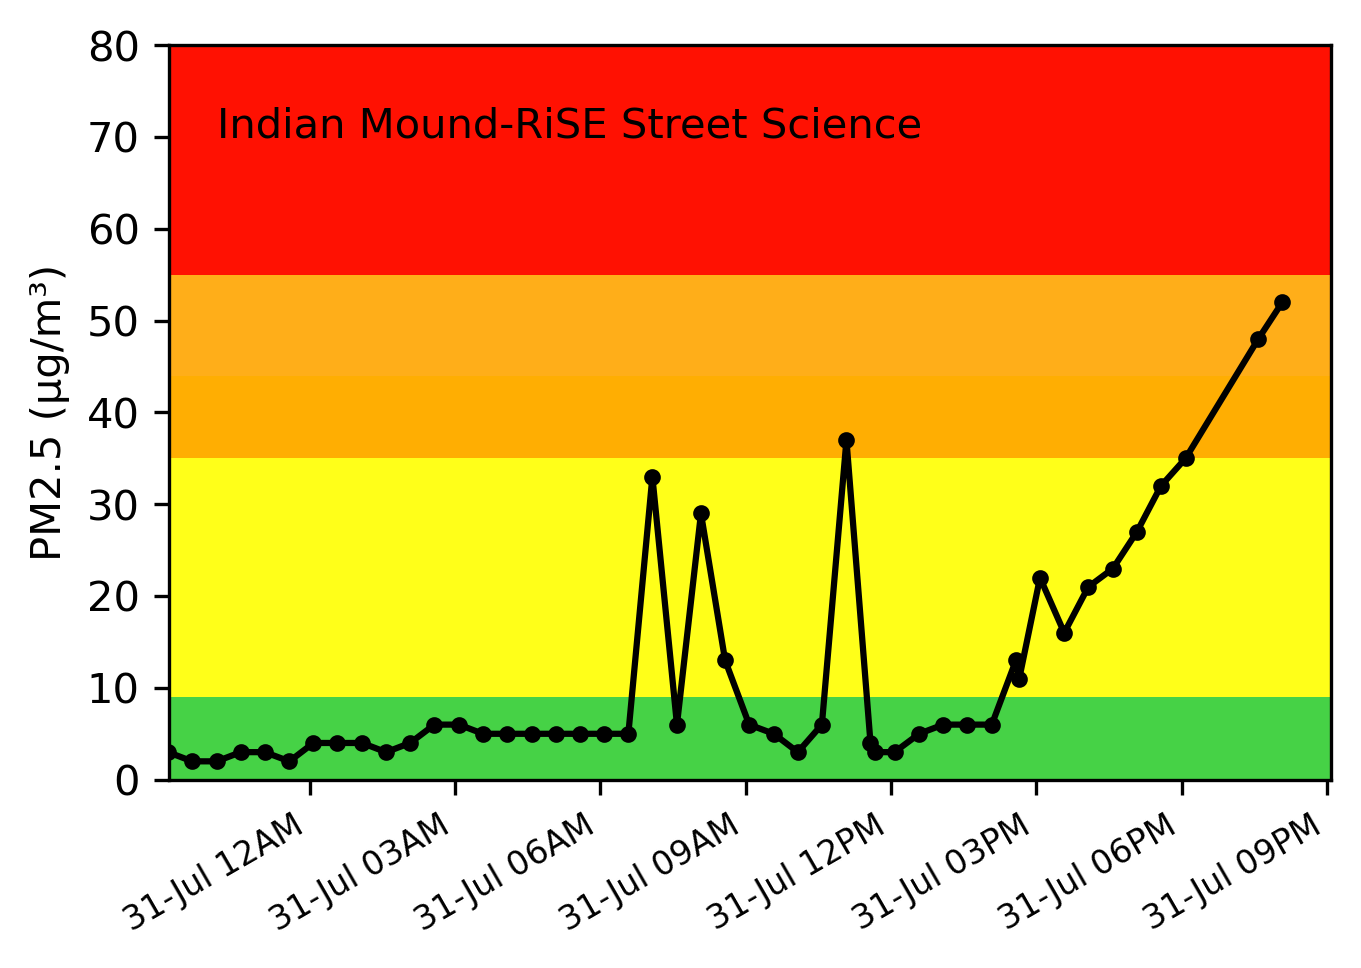 80
Indian Mound-RiSE Street Science
70
60
50
40
30
20
10
0
PM2.5 (µg/m³)
31-Jul 12AM
31-Jul 03AM
31-Jul 06AM
31-Jul 09AM
31-Jul 12PM
31-Jul 03PM
31-Jul 06PM
31-Jul 09PM